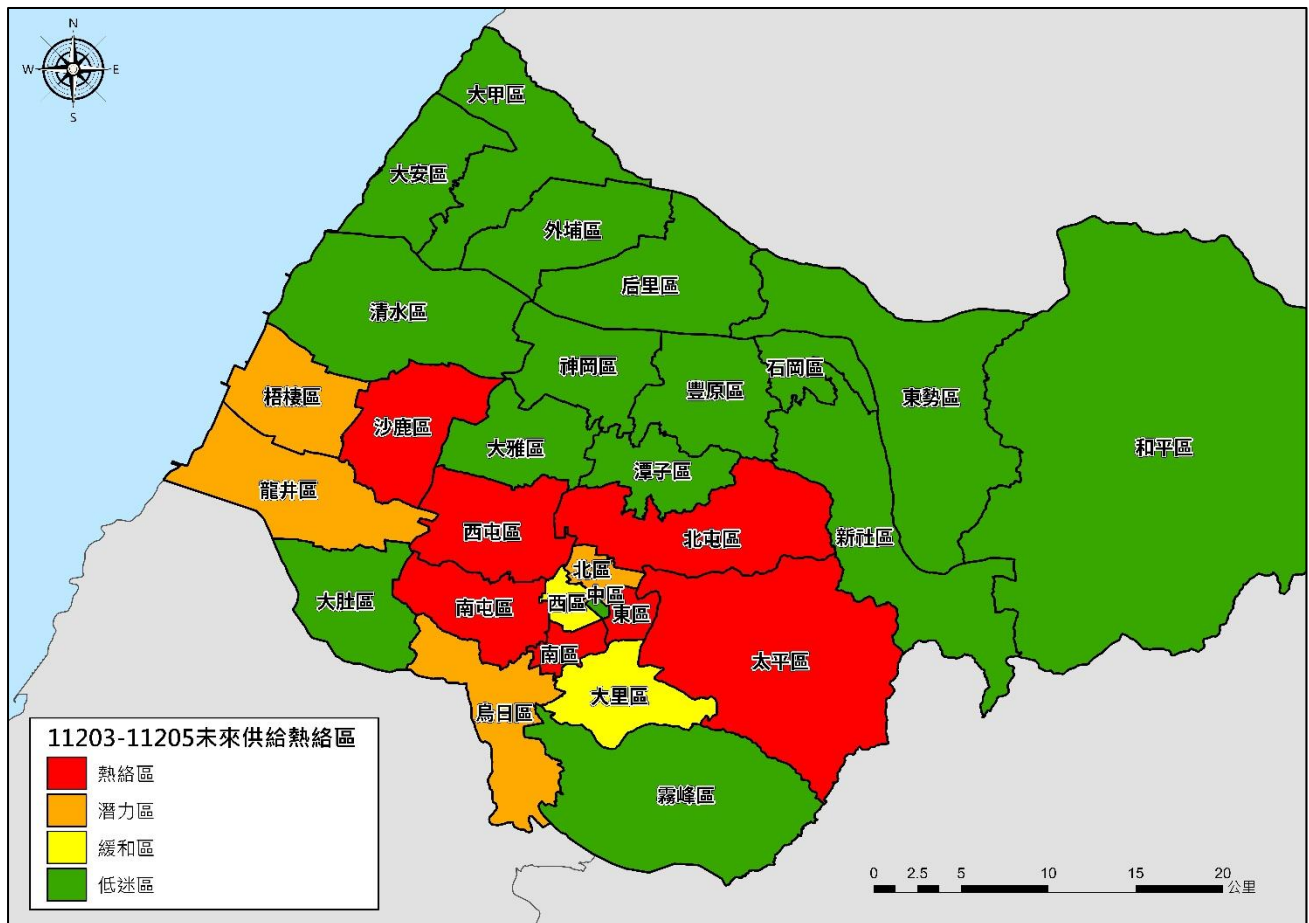 N
W
E
S
大甲區
大安區
外埔區
后里區
清水區
神岡區
豐原區
石岡區
東勢區
和平區
梧棲區
沙鹿區
大雅區
潭子區
龍井區
西屯區
北屯區
新社區
北區
中區
西區
東區
大肚區
南屯區
南區
太平區
大里區
烏日區
霧峰區
11203-11205未來供給熱絡區
熱絡區
潛力區
緩和區
低迷區
0 2.5 5 10 15 20
公里